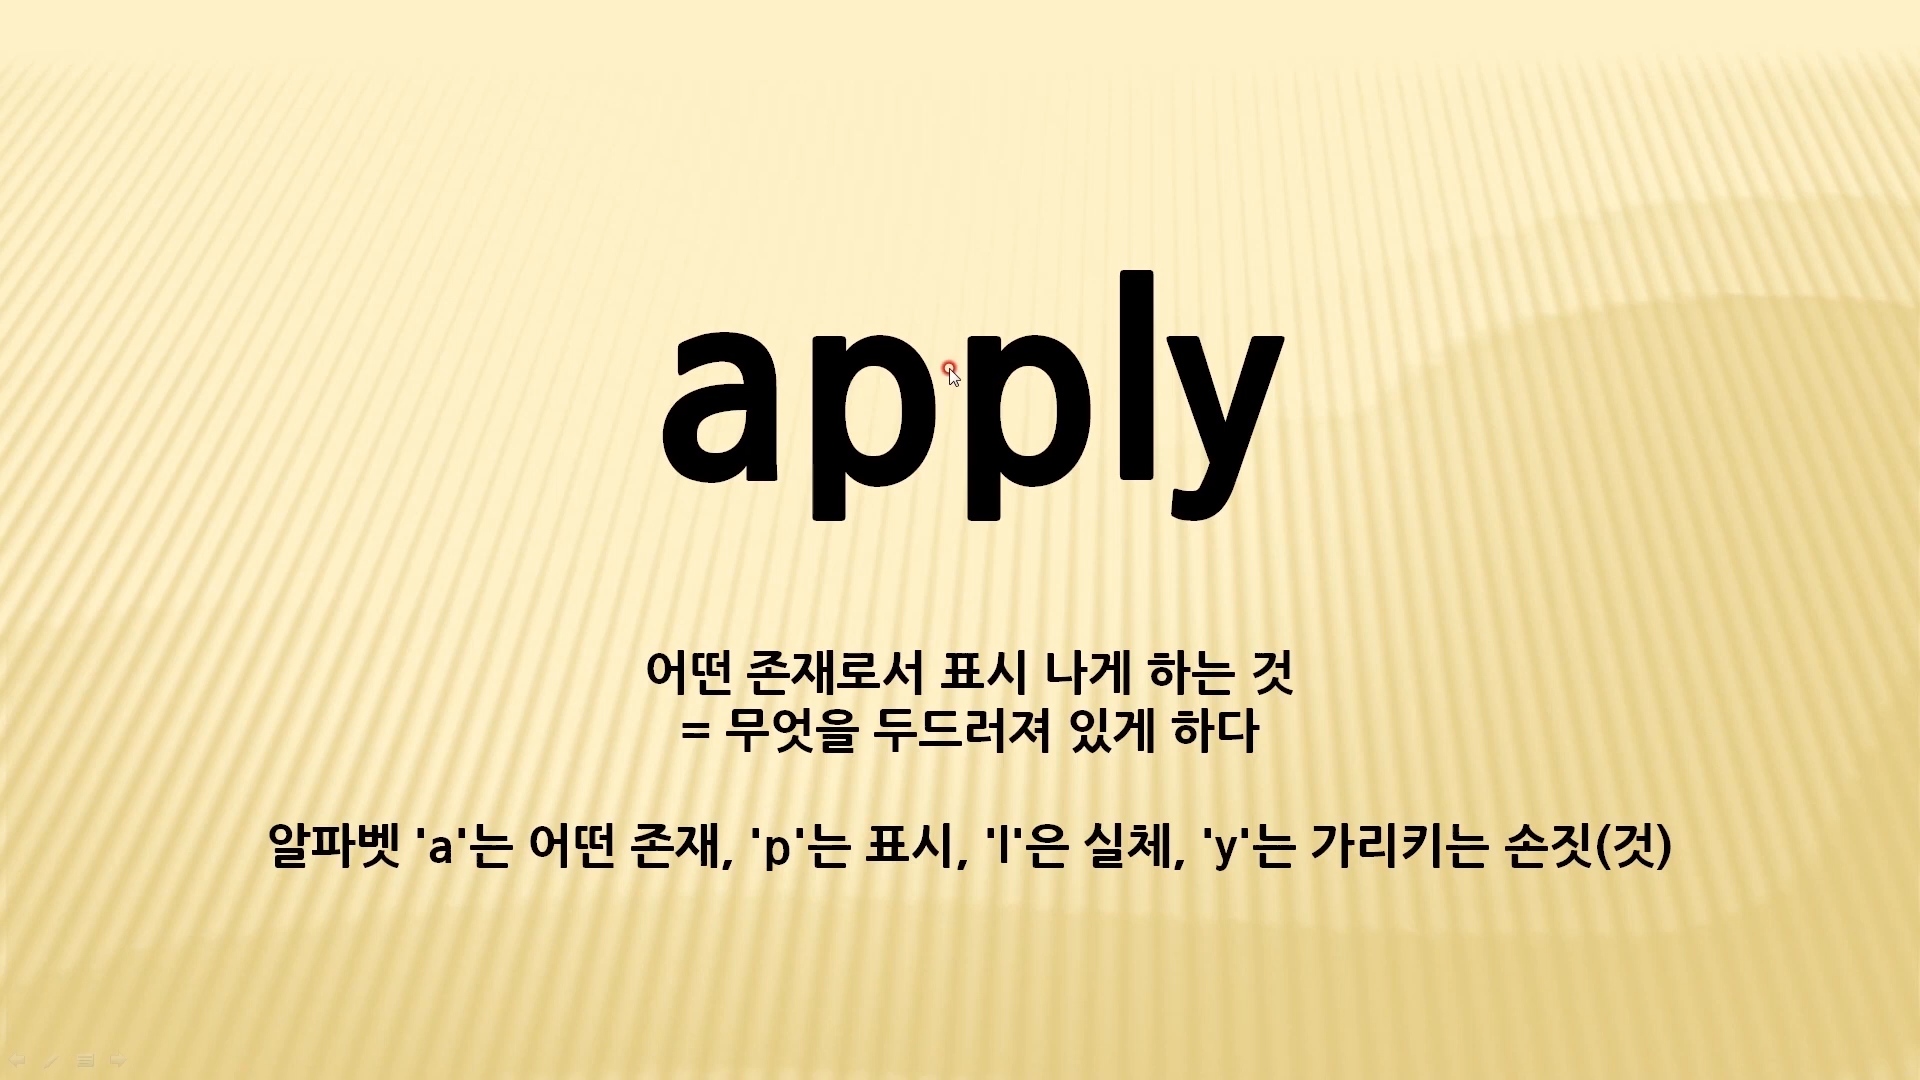 apply
어떤 존재로서 표시 나게 하는 것
= 무엇을 두드러져 있게 하다
알파벳 'a'는 어떤 존재, 'p'는 표시, 'l'은 실체, 'y'는 가리키는 손짓(것)